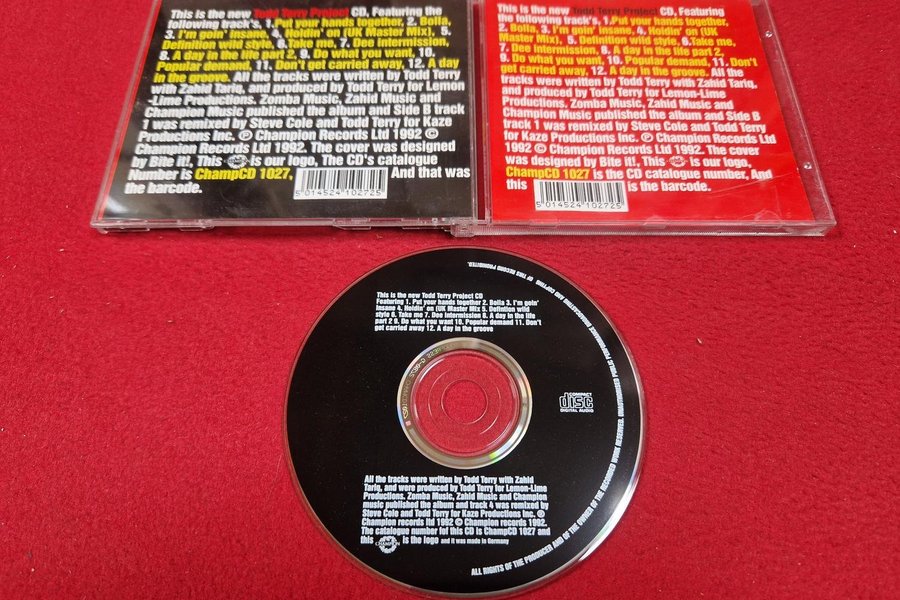 This is the new Todd Terry Project CD, Featuring the
following track's, 1.Put your hands together, 2. Bolla,
3. I'm goin' insane, 4. Holdin' on (UK Master Mix), 5.
Definition wild style, 6.Take me, 7. Dee intermission,
8. A day in the life part 2, 9. Do what you want, 10.
Popular demand, 11. Don't get carried away, 12. A day
in the groove. All the tracks were written by Todd Terry
with Zahid Tariq, and produced by Todd Terry for Lemon
-Lime Productions. Zomba Music, Zahid Music and
Champion Music published the album and Side B track
1 was remixed by Steve Cole and Todd Terry for Kaze
Productions Inc. ℗ Champion Records Ltd 1992 ©
Champion Records Ltd 1992. The cover was designed
by Bite it!, This CHAMPION is our logo, The CD's catalogue
Number is ChampCD 1027, And that was
the barcode.
5 014524 102725
This is the new Todd Terry Project CD, Featuring
the following track's, 1.Put your hands together,
2. Bolla, 3. I'm goin' insane, 4. Holdin' on (UK
Master Mix), 5. Definition wild style, 6.Take me,
7. Dee intermission, 8. A day in the life part 2,
9. Do what you want, 10. Popular demand, 11. Don't
get carried away, 12. A day in the groove. All the
tracks were written by Todd Terry with Zahid Tariq,
and produced by Todd Terry for Lemon-Lime
Productions. Zomba Music, Zahid Music and
Champion Music published the album and Side B
track 1 was remixed by Steve Cole and Todd Terry
for Kaze Productions Inc. ℗ Champion Records Ltd
1992 © Champion Records Ltd 1992. The cover
was designed by Bite it!, This CHAMPION is our logo,
ChampCD 1027 is the CD catalogue number, And
this is the barcode.
5 014524 102725
This is the new Todd Terry Project CD
Featuring 1. Put your hands together 2. Bolla 3. I'm goin'
Insane 4. Holdin' on (UK Master Mix 5. Definition wild
style 6. Take me 7. Dee intermission 8. A day in the life
part 2 9. Do what you want 10. Popular demand 11. Don't
get carried away 12. A day in the groove
COMPACT
disc
DIGITAL AUDIO
All the tracks were written by Todd Terry with Zahid
Tariq, and were produced by Todd Terry for Lemon-Lime
Productions. Zomba Music, Zahid Music and Champion
music published the album and track 4 was remixed by
Steve Cole and Todd Terry for Kaze Productions Inc. ℗
Champion records ltd 1992 © Champion records 1992.
The catalogue number fof this CD is ChampCD 1027 and
this CHAMPION is the logo and it was made in Germany
ALL RIGHTS OF THE PRODUCER AND OF THE OWNER OF THE RECORDED WORK RESERVED. UNAUTHORISED PUBLIC PERFORMANCE BROADCASTING AND COPYING OF THIS RECORD PROHIBITED.